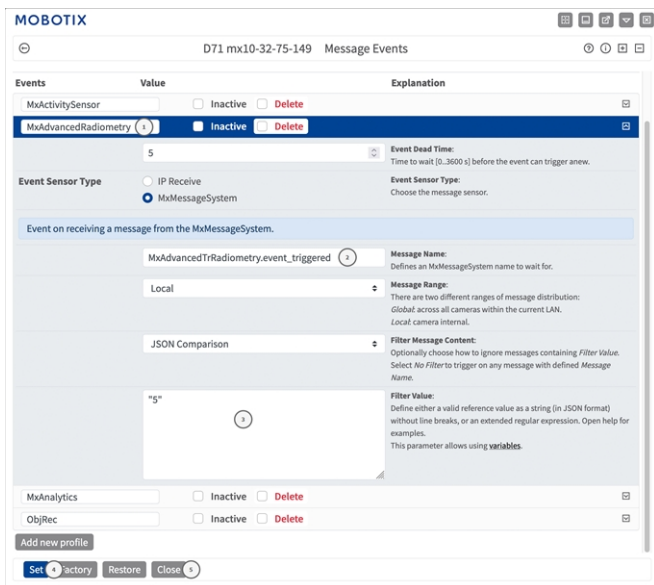 MOBOTIX
D71 mx10-32-75-149 Message Events
Events Value Explanation
MxActivitySensor Inactive Delete
MxAdvancedRadiometry 1 Inactive Delete
5
Event Dead Time:
Time to wait [0..3600 s] before the event can trigger anew.
Event Sensor Type
IP Receive
MxMessageSystem
Event Sensor Type:
Choose the message sensor.
Event on receiving a message from the MxMessageSystem.
MxAdvancedTrRadiometry.event_triggered 2
Message Name:
Defines an MxMessageSystem name to wait for.
Local
Message Range:
There are two different ranges of message distribution:
Global: across all cameras within the current LAN.
Local: camera internal.
JSON Comparison
Filter Message Content:
Optionally choose how to ignore messages containing Filter Value.
Select No Filter to trigger on any message with defined Message
Name.
"5"
3
Filter Value:
Define either a valid reference value as a string (in JSON format)
without line breaks, or an extended regular expression. Open help for
examples.
This parameter allows using variables.
MxAnalytics Inactive Delete
ObjRec Inactive Delete
Add new profile
Set 4 actory Restore Close 5